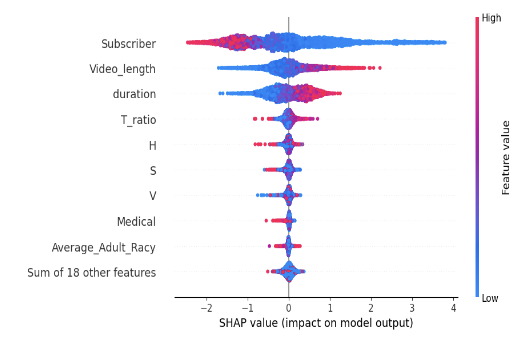 High
Subscriber
Video_length
duration
T_ratio
H
S
V
Medical
Average_Adult_Racy
Sum of 18 other features
Feature value
Low
−2 −1 0 1 2 3 4
SHAP value (impact on model output)